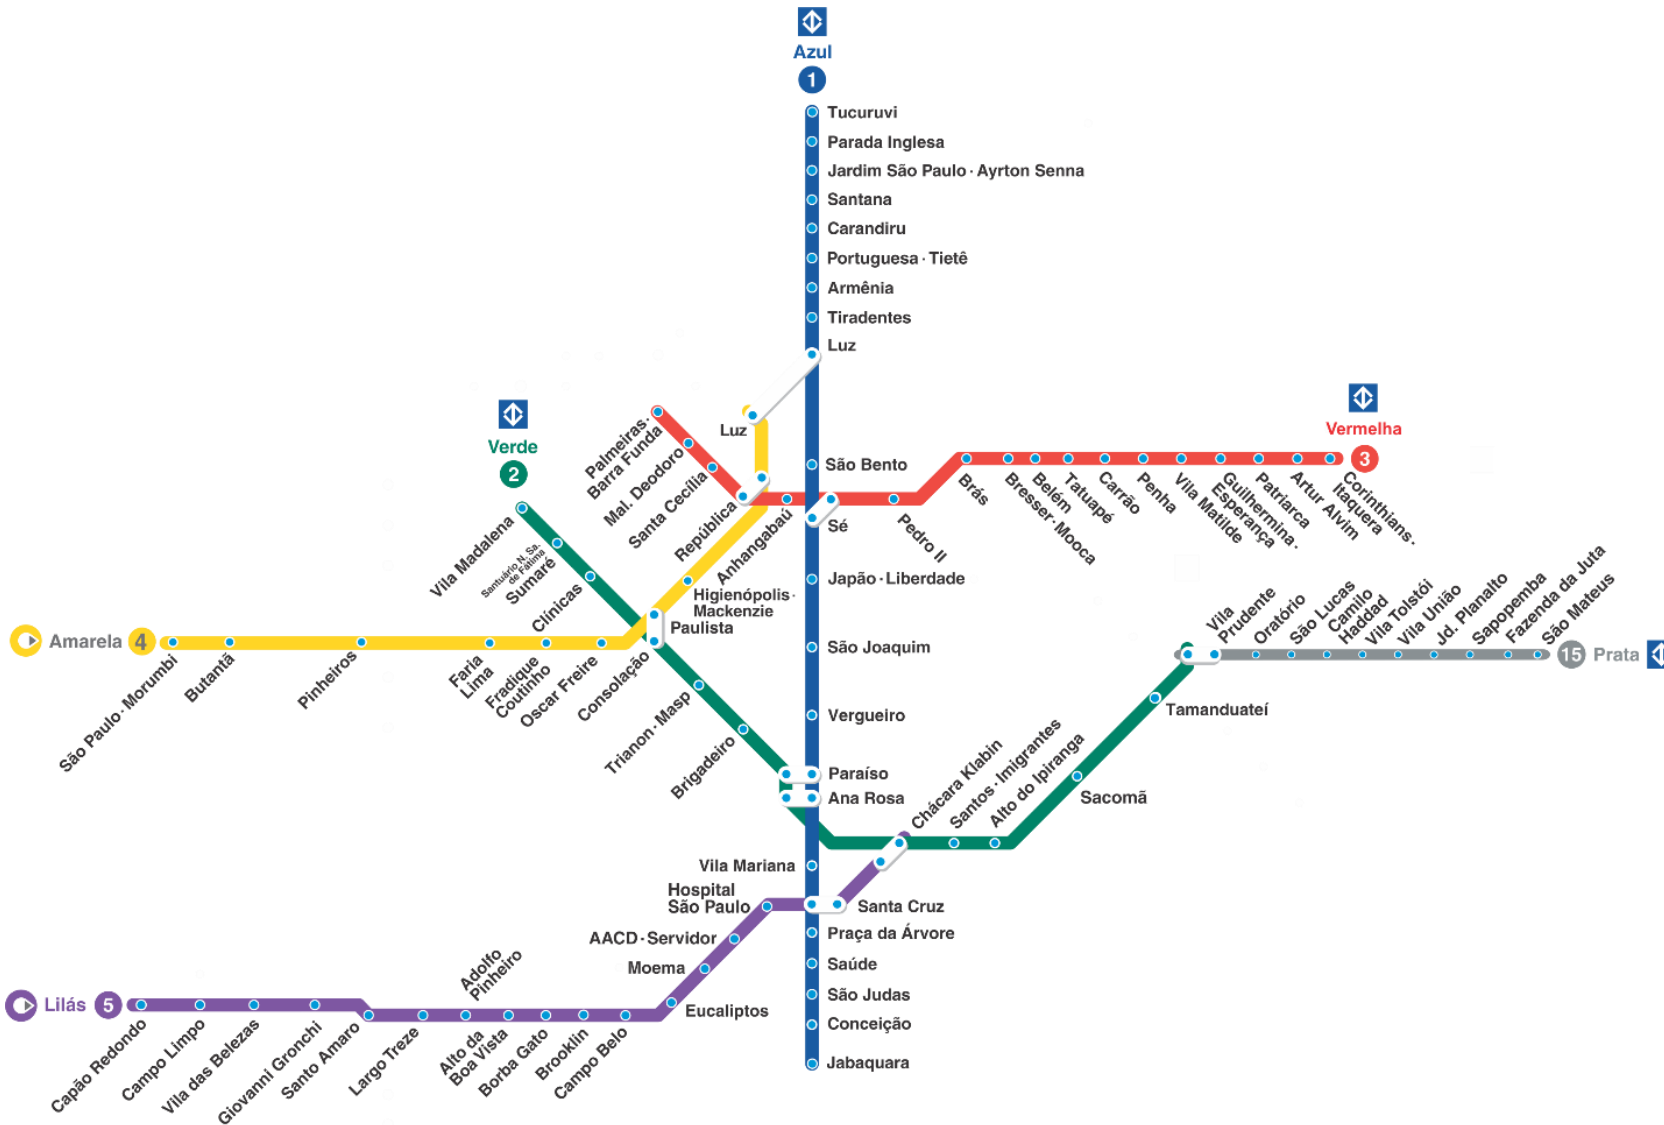 Azul
1
Tucuruvi
Parada Inglesa
Jardim São Paulo · Ayrton Senna
Santana
Carandiru
Portuguesa · Tietê
Armênia
Tiradentes
Luz
São Bento
Sé
Japão · Liberdade
São Joaquim
Vergueiro
Paraíso
Ana Rosa
Vila Mariana
Santa Cruz
Praça da Árvore
Saúde
São Judas
Conceição
Jabaquara
Verde
2
Vila Madalena
Santuário N. Sa.
de Fátima
Sumaré
Clínicas
Consolação
Trianon · Masp
Brigadeiro
Chácara Klabin
Santos · Imigrantes
Alto do Ipiranga
Sacomã
Tamanduateí
Vila
Prudente
Palmeiras ·
Barra Funda
Mal. Deodoro
Santa Cecília
República
Anhangabaú
Pedro II
Brás
Bresser · Mooca
Belém
Tatuapé
Carrão
Penha
Vila Matilde
Guilhermina ·
Esperança
Patriarca
Artur Alvim
Corinthians ·
Itaquera
Vermelha
3
Amarela
4
São Paulo · Morumbi
Butantã
Pinheiros
Faria
Lima
Fradique
Coutinho
Oscar Freire
Paulista
Higienópolis ·
Mackenzie
Luz
Lilás
5
Capão Redondo
Campo Limpo
Vila das Belezas
Giovanni Gronchi
Santo Amaro
Largo Treze
Adolfo
Pinheiro
Alto da
Boa Vista
Borba Gato
Brooklin
Campo Belo
Eucaliptos
Moema
AACD · Servidor
Hospital
São Paulo
Oratório
São Lucas
Camilo
Hadad
Vila Tolstói
Vila União
Jd. Planalto
Sapopemba
Fazenda da Juta
São Mateus
15
Prata